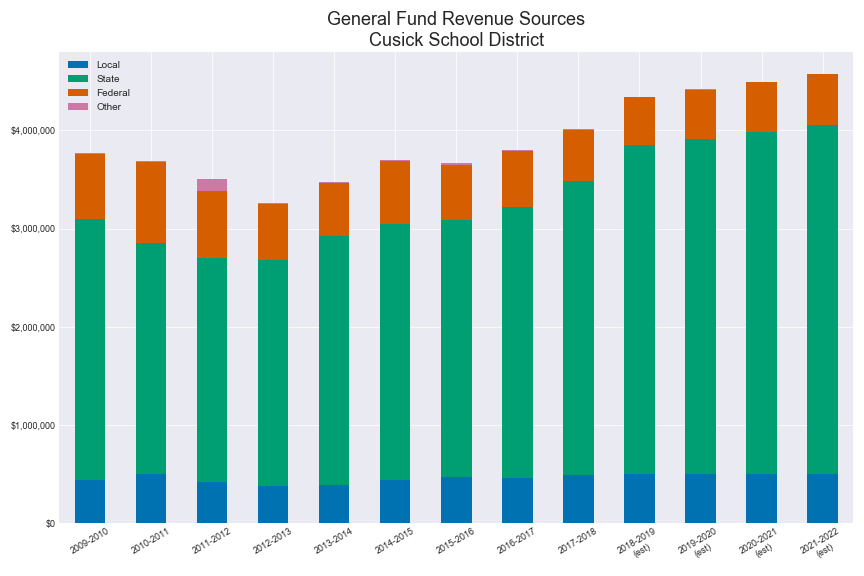 General Fund Revenue Sources
Cusick School District
Local
State
Federal
Other
$4,000,000
$3,000,000
$2,000,000
$1,000,000
$0
2009-2010
2010-2011
2011-2012
2012-2013
2013-2014
2014-2015
2015-2016
2016-2017
2017-2018
2018-2019
(est)
2019-2020
(est)
2020-2021
(est)
2021-2022
(est)